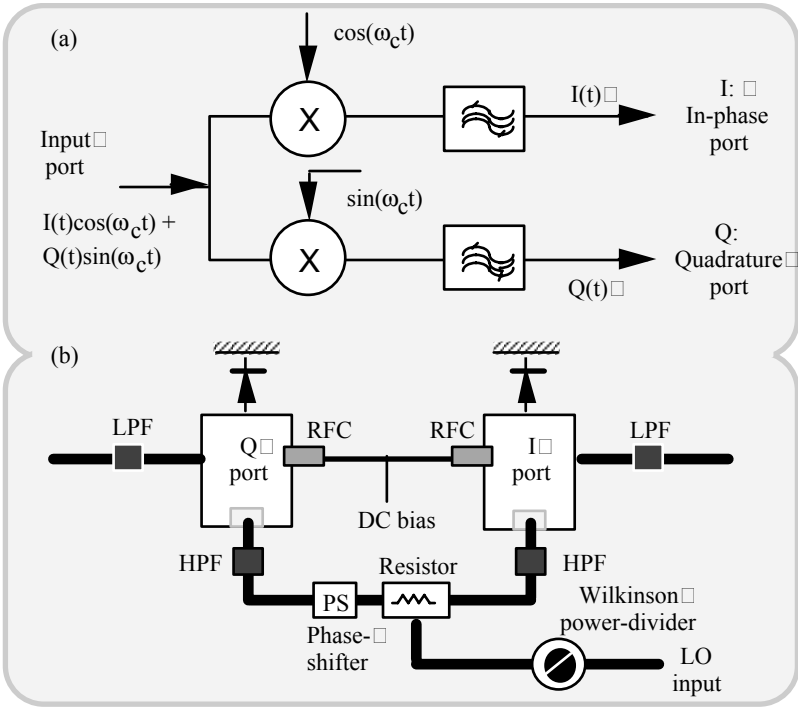 (a)
cos(ωct)
X
I(t)□
I: □
In-phase
port
Input□
port
sin(ωct)
I(t)cos(ωct) +
Q(t)sin(ωct)
X
Q(t)□
Q:
Quadrature□
port
(b)
LPF
Q□
port
RFC
RFC
I□
port
LPF
DC bias
HPF
Resistor
HPF
PS
Phase-□
shifter
Wilkinson□
power-divider
LO
input